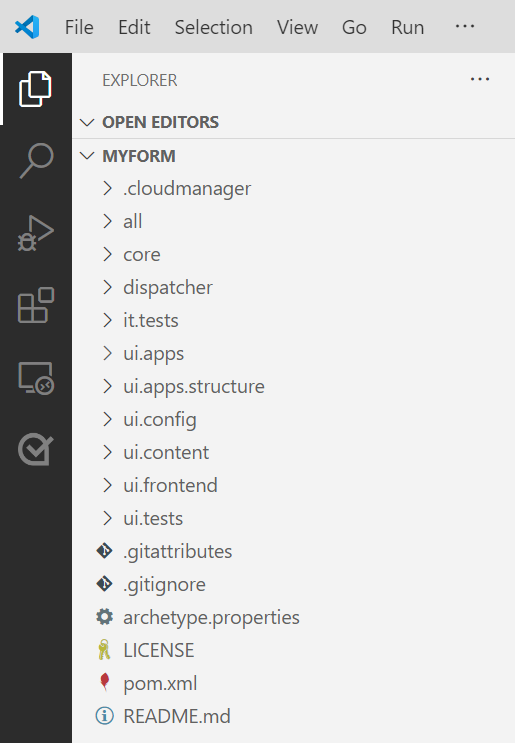 File Edit Selection View Go Run ...
EXPLORER ...
OPEN EDITORS
MYFORM
.cloudmanager
all
core
dispatcher
it.tests
ui.apps
ui.apps.structure
ui.config
ui.content
ui.frontend
ui.tests
.gitattributes
.gitignore
archetype.properties
LICENSE
pom.xml
README.md